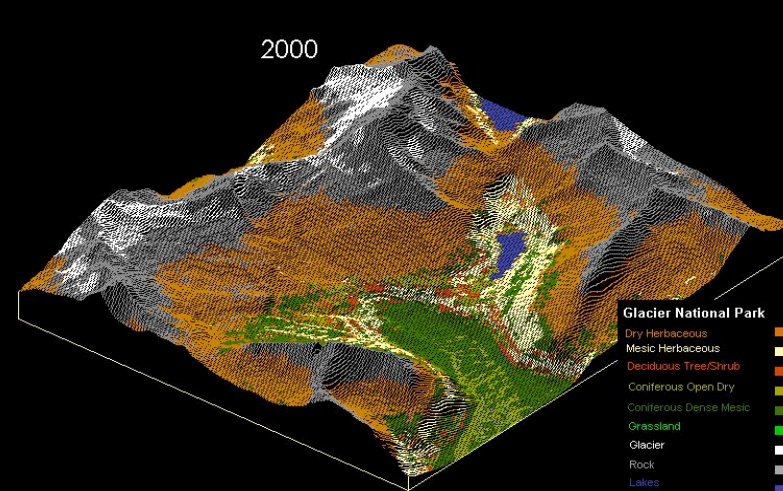 2000
Glacier National Park
Dry Herbaceous
Mesic Herbaceous
Deciduous Tree/Shrub
Coniferous Open Dry
Coniferous Dense Mesic
Grassland
Glacier
Rock
Lakes